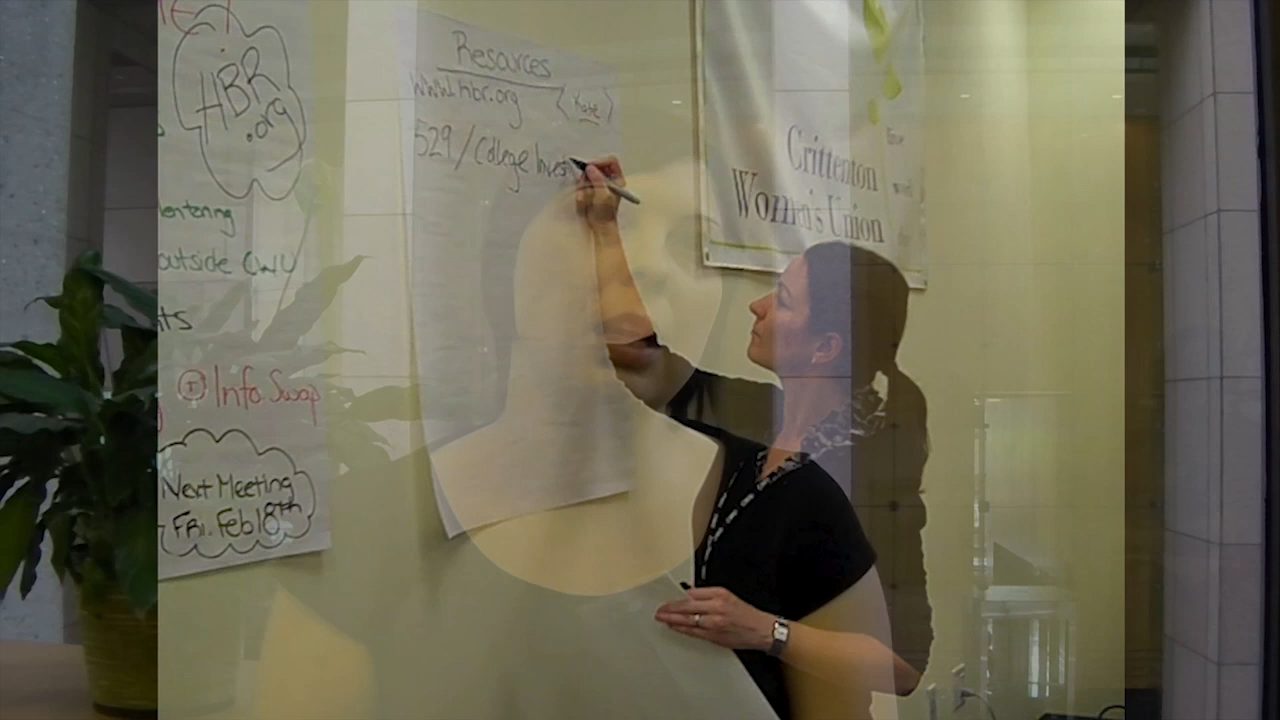 HBR
.org
entering
outside CWU
ts
① Info Swap
Next Meeting
Fri. Feb 18th
Resources
www.hbr.org
(Kate)
529/College Inves
Crittenton
Women's Union